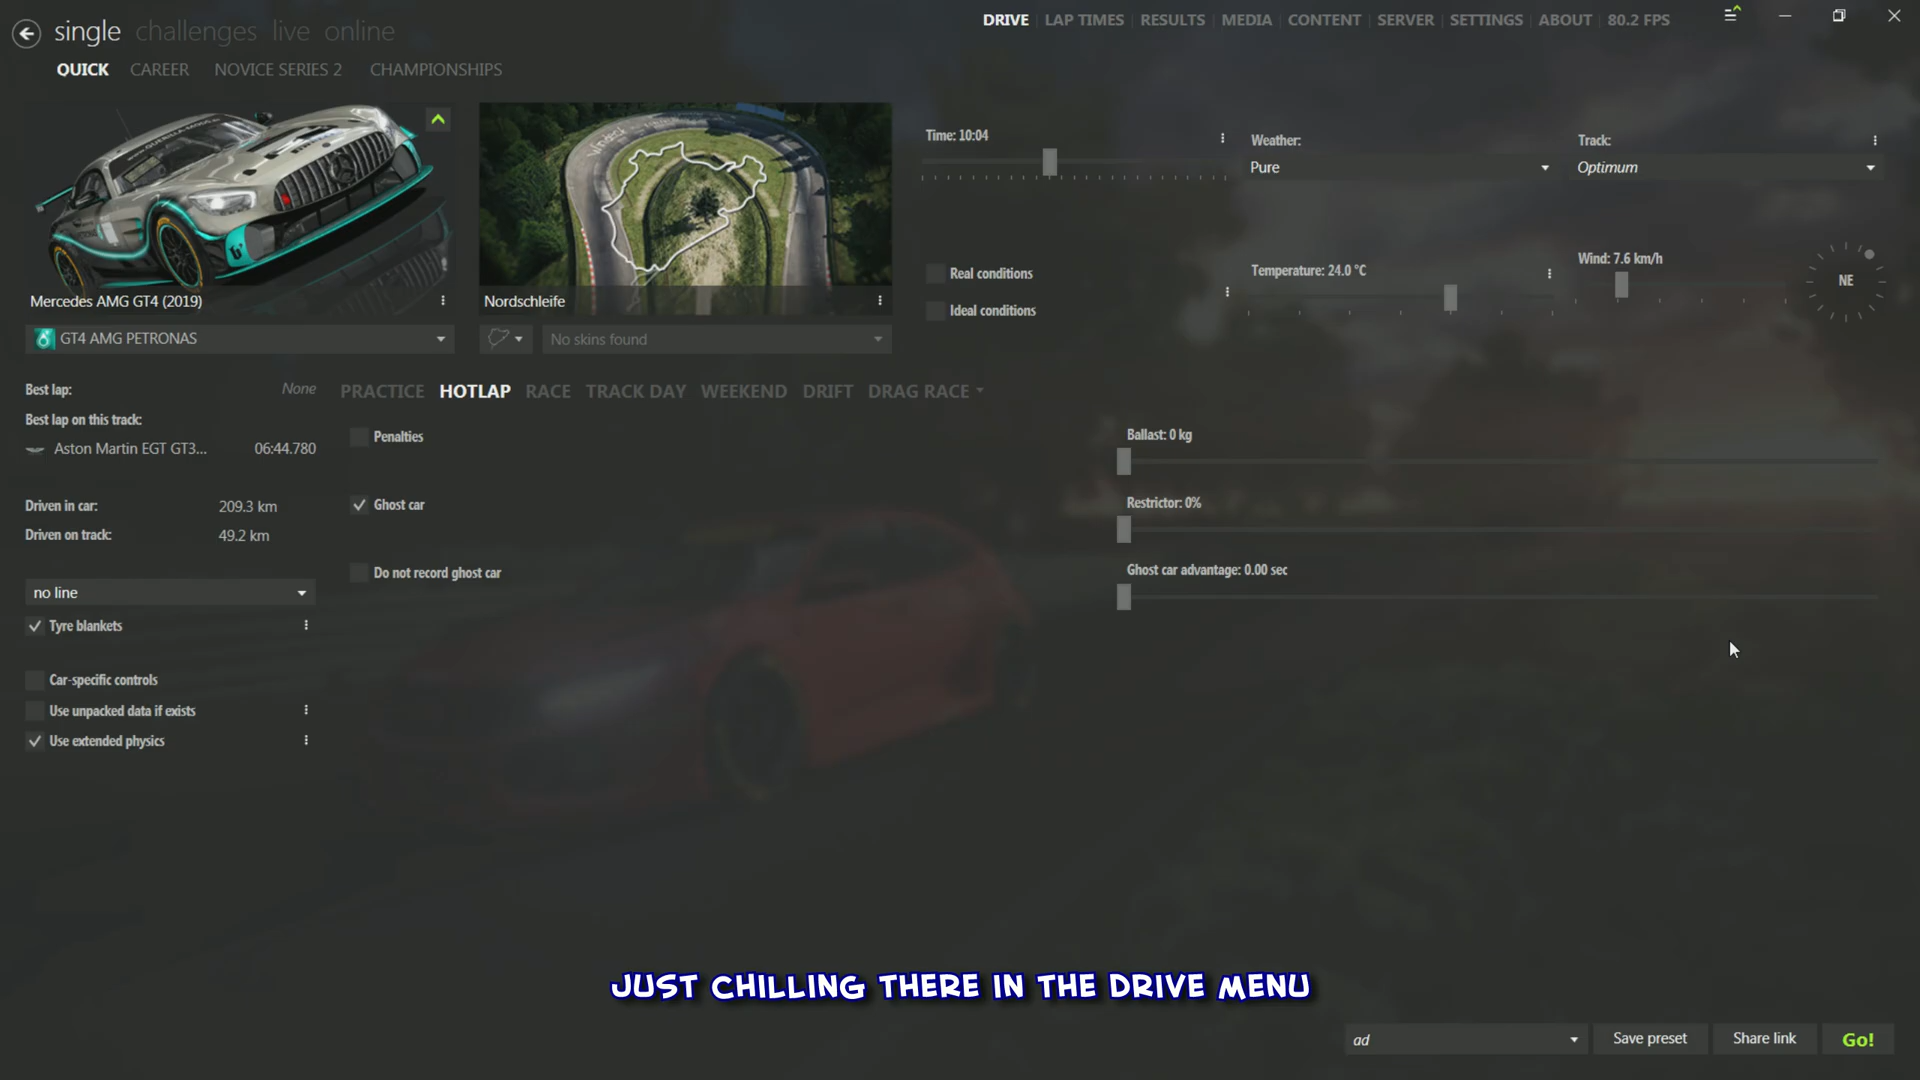 single challenges live online
DRIVE LAP TIMES RESULTS MEDIA CONTENT SERVER SETTINGS ABOUT 80.2 FPS
QUICK CAREER NOVICE SERIES 2 CHAMPIONSHIPS
Time: 10:04
Weather:
Pure
Track:
Optimum
Real conditions
Ideal conditions
Temperature: 24.0 °C
Wind: 7.6 km/h
NE
Mercedes AMG GT4 (2019)
GT4 AMG PETRONAS
Nordschleife
No skins found
Best lap: None
Best lap on this track:
Aston Martin EGT GT3... 06:44.780
Driven in car: 209.3 km
Driven on track: 49.2 km
no line
Tyre blankets
Car-specific controls
Use unpacked data if exists
Use extended physics
PRACTICE HOTLAP RACE TRACK DAY WEEKEND DRIFT DRAG RACE
Penalties
Ghost car
Do not record ghost car
Ballast: 0 kg
Restrictor: 0%
Ghost car advantage: 0.00 sec
JUST CHILLING THERE IN THE DRIVE MENU
ad Save preset Share link Go!